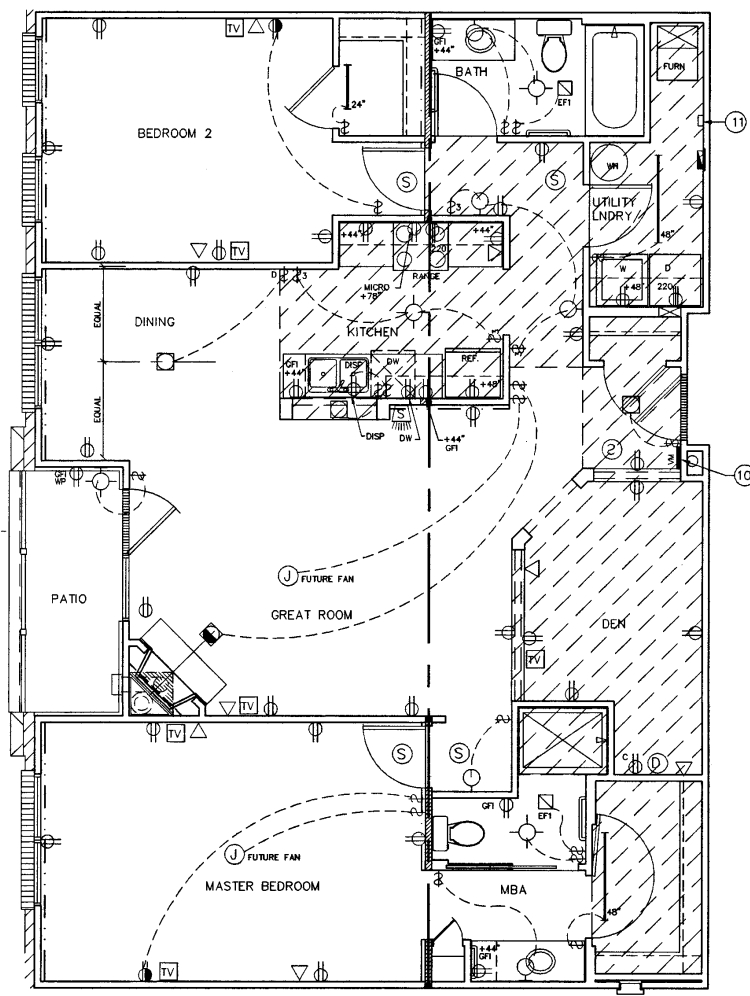 TV
GFI
+44"
BATH
FURN
EF1
24"
11
BEDROOM 2
S
S
WH
UTILITY
LNDRY
3
48"
+44"
+44"
220
TV
RANGE
W
D
+48"
220
D
3
MICRO
+78"
EQUAL
DINING
KITCHEN
3
GFI
+44"
DISP
DW
REF.
+48"
EQUAL
S
DISP
DW
+44"
GFI
2
10
GFI
WP
J FUTURE FAN
PATIO
GREAT ROOM
DEN
TV
TV
TV
S
S
C
D
GFI
EF1
J FUTURE FAN
MASTER BEDROOM
MBA
48"
+44"
GFI
TV